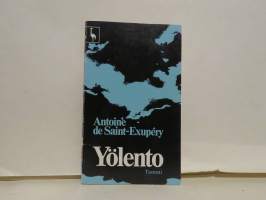 Antoine
de Saint-Exupéry
Yölento
Tammi